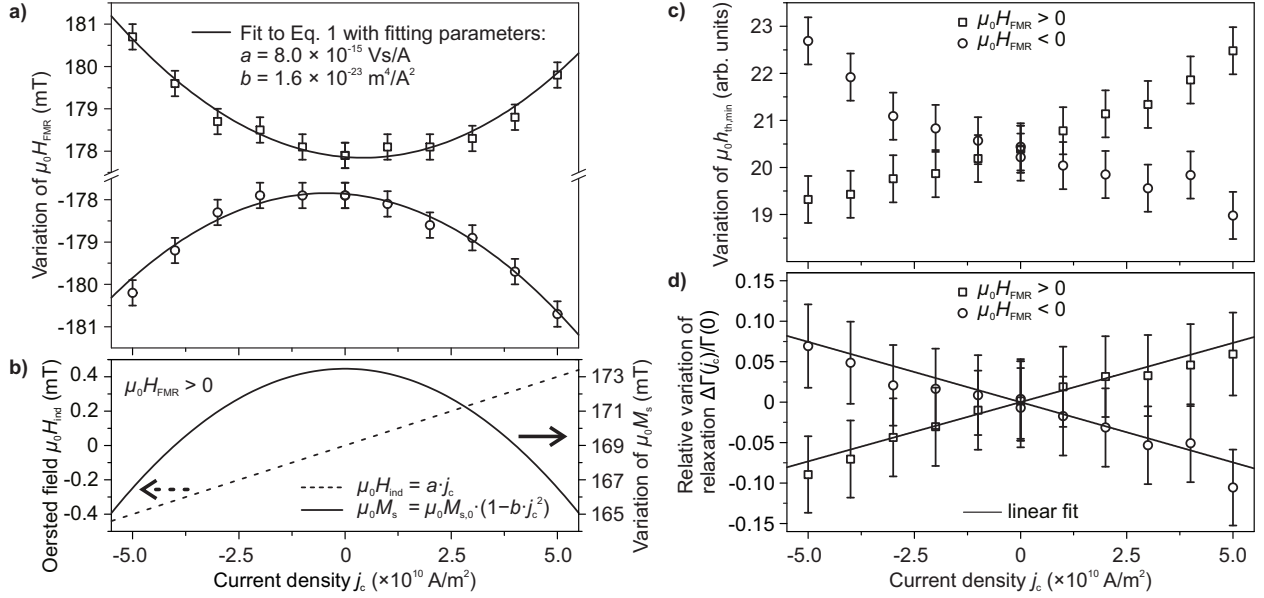 a)
Variation of μ₀H_FMR (mT)
181
180
179
178
-178
-179
-180
-181
Fit to Eq. 1 with fitting parameters:
a = 8.0 × 10⁻¹⁵ Vs/A
b = 1.6 × 10⁻²³ m⁴/A²
b)
Oersted field μ₀H_ind (mT)
0.4
0.2
0
-0.2
-0.4
μ₀H_FMR > 0
μ₀H_ind = a·j_c
μ₀M_s = μ₀M_s,0·(1−b·j_c²)
173
171
169
167
165
Variation of μ₀M_s (mT)
-5.0 -2.5 0 2.5 5.0
Current density j_c (×10¹⁰ A/m²)
c)
Variation of μ₀h_th,min (arb. units)
23
22
21
20
19
μ₀H_FMR > 0
μ₀H_FMR < 0
d)
Relative variation of
relaxation ΔΓ(j_c)/Γ(0)
0.15
0.10
0.05
0
-0.05
-0.10
-0.15
μ₀H_FMR > 0
μ₀H_FMR < 0
linear fit
-5.0 -2.5 0 2.5 5.0
Current density j_c (×10¹⁰ A/m²)